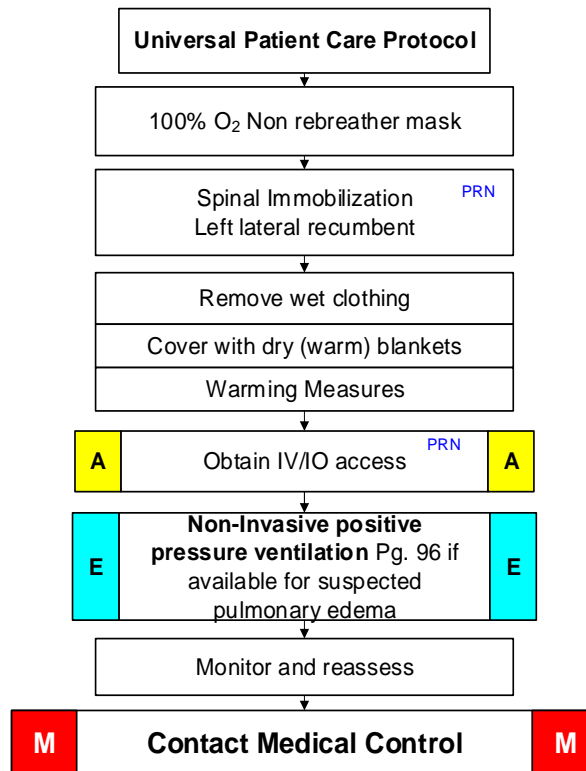 Universal Patient Care Protocol
100% O₂ Non rebreather mask
Spinal Immobilization PRN
Left lateral recumbent
Remove wet clothing
Cover with dry (warm) blankets
Warming Measures
A Obtain IV/IO access PRN A
Non-Invasive positive
pressure ventilation Pg. 96 if
E available for suspected E
pulmonary edema
Monitor and reassess
M Contact Medical Control M